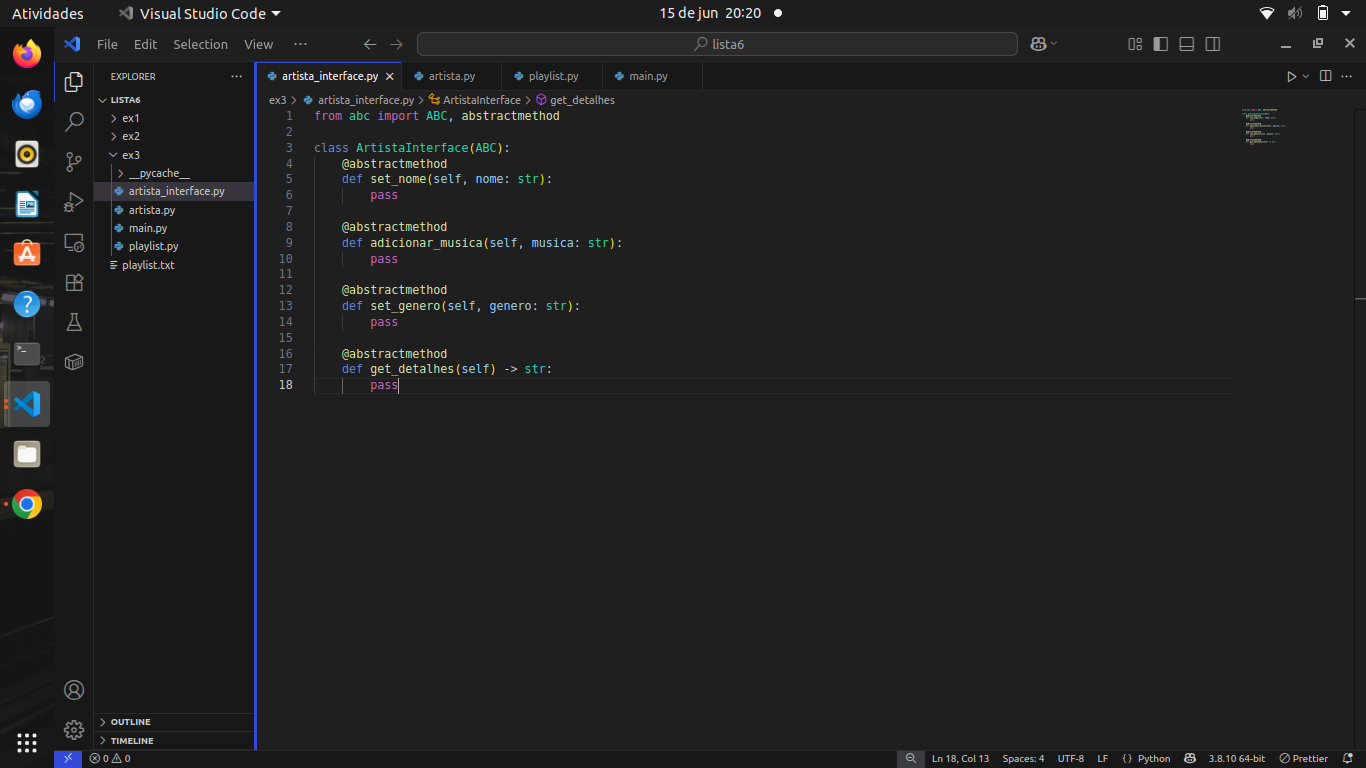 Atividades
Visual Studio Code
15 de jun 20:20
File Edit Selection View ···
lista6
EXPLORER ···
LISTA6
ex1
ex2
ex3
__pycache__
artista_interface.py
artista.py
main.py
playlist.py
playlist.txt
OUTLINE
TIMELINE
artista_interface.py artista.py playlist.py main.py
ex3 > artista_interface.py > ArtistaInterface > get_detalhes
1 from abc import ABC, abstractmethod
2
3 class ArtistaInterface(ABC):
4     @abstractmethod
5     def set_nome(self, nome: str):
6         pass
7
8     @abstractmethod
9     def adicionar_musica(self, musica: str):
10         pass
11
12     @abstractmethod
13     def set_genero(self, genero: str):
14         pass
15
16     @abstractmethod
17     def get_detalhes(self) -> str:
18         pass
0 0 Ln 18, Col 13 Spaces: 4 UTF-8 LF { } Python 3.8.10 64-bit Prettier